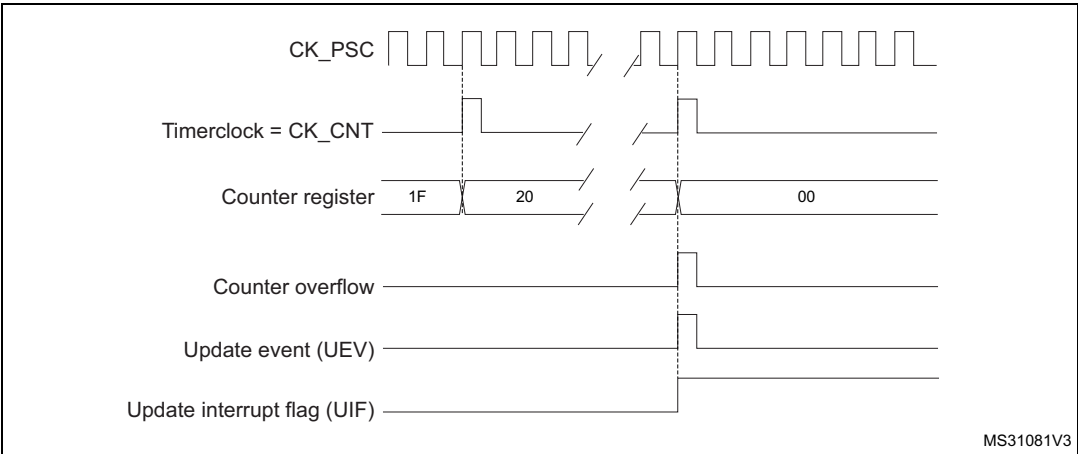 CK_PSC
Timerclock = CK_CNT
Counter register 1F 20 00
Counter overflow
Update event (UEV)
Update interrupt flag (UIF)
MS31081V3